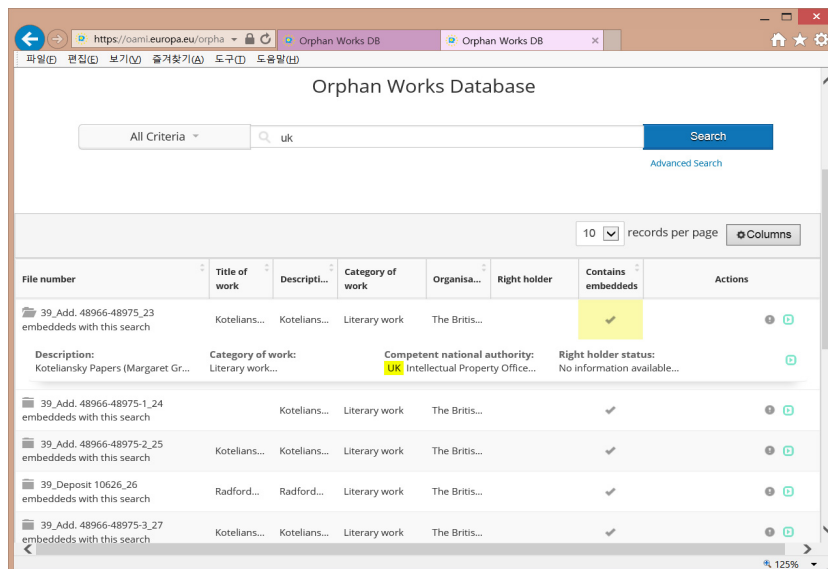 https://oami.europa.eu/orpha
Orphan Works DB
Orphan Works DB
파일(F) 편집(E) 보기(V) 즐겨찾기(A) 도구(T) 도움말(H)
Orphan Works Database
All Criteria uk Search
Advanced Search
10 records per page Columns
File number Title of work Descripti... Category of work Organisa... Right holder Contains embeddeds Actions
39_Add. 48966-48975_23
embeddeds with this search Kotelians... Kotelians... Literary work The Britis...
Description: Category of work: Competent national authority: Right holder status:
Koteliansky Papers (Margaret Gr... Literary work... UK Intellectual Property Office... No information available...
39_Add. 48966-48975-1_24
embeddeds with this search Kotelians... Literary work The Britis...
39_Add. 48966-48975-2_25
embeddeds with this search Kotelians... Kotelians... Literary work The Britis...
39_Deposit 10626_26
embeddeds with this search Radford... Radford... Literary work The Britis...
39_Add. 48966-48975-3_27
embeddeds with this search Kotelians... Kotelians... Literary work The Britis...
125%